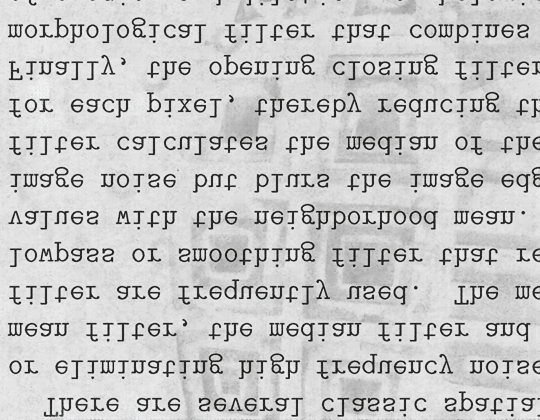 There are several classic spatial
or eliminating high frequency noise
mean filter, the median filter and
filter are frequently used. The me
lowpass or smoothing filter that re
values with the neighborhood mean.
image noise but blurs the image edg
filter calculates the median of the
for each pixel, thereby reducing th
Finally, the opening closing filter
morphological filter that combines